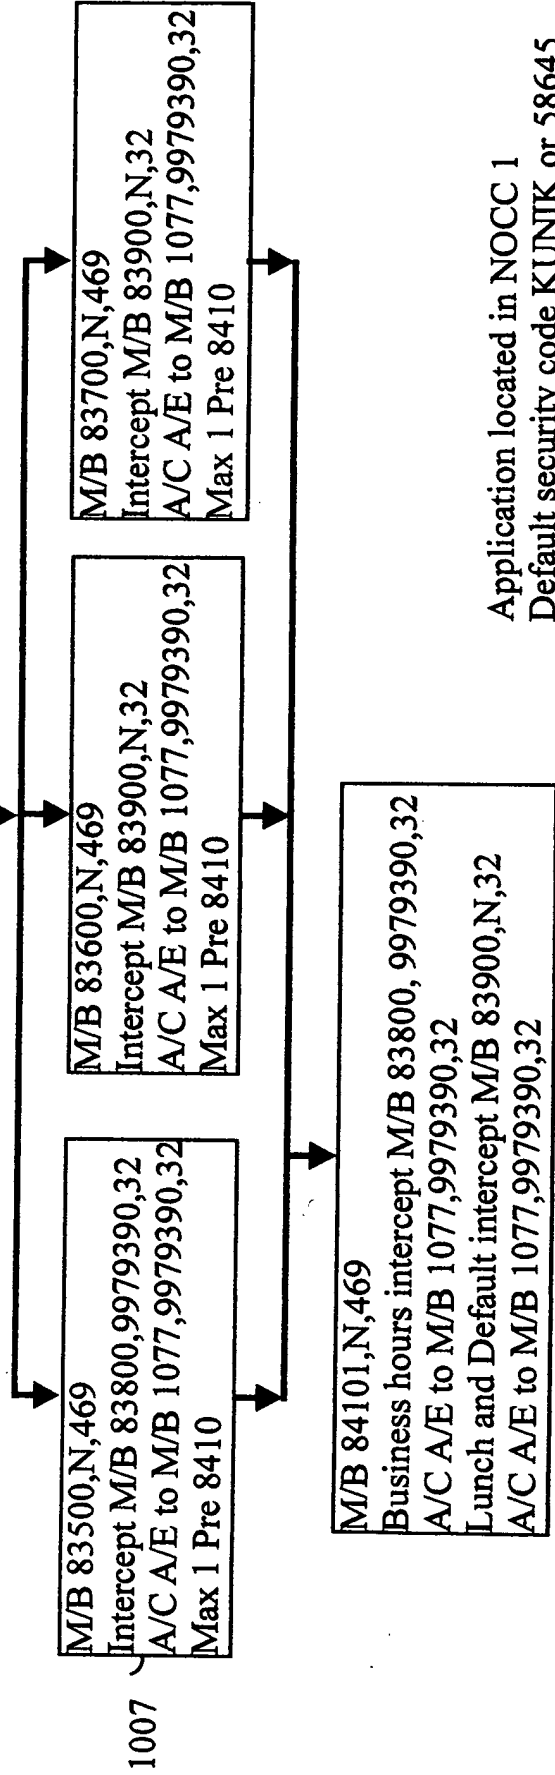 1007
M/B 83500,N,469
Intercept M/B 83800,9979390,32
A/C A/E to M/B 1077,9979390,32
Max 1 Pre 8410
M/B 83600,N,469
Intercept M/B 83900,N,32
A/C A/E to M/B 1077,9979390,32
Max 1 Pre 8410
M/B 83700,N,469
Intercept M/B 83900,N,32
A/C A/E to M/B 1077,9979390,32
Max 1 Pre 8410
M/B 84101,N,469
Business hours intercept M/B 83800, 9979390,32
A/C A/E to M/B 1077,9979390,32
Lunch and Default intercept M/B 83900,N,32
A/C A/E to M/B 1077,9979390,32
Application located in NOCC 1
Default security code KUNIK or 58645